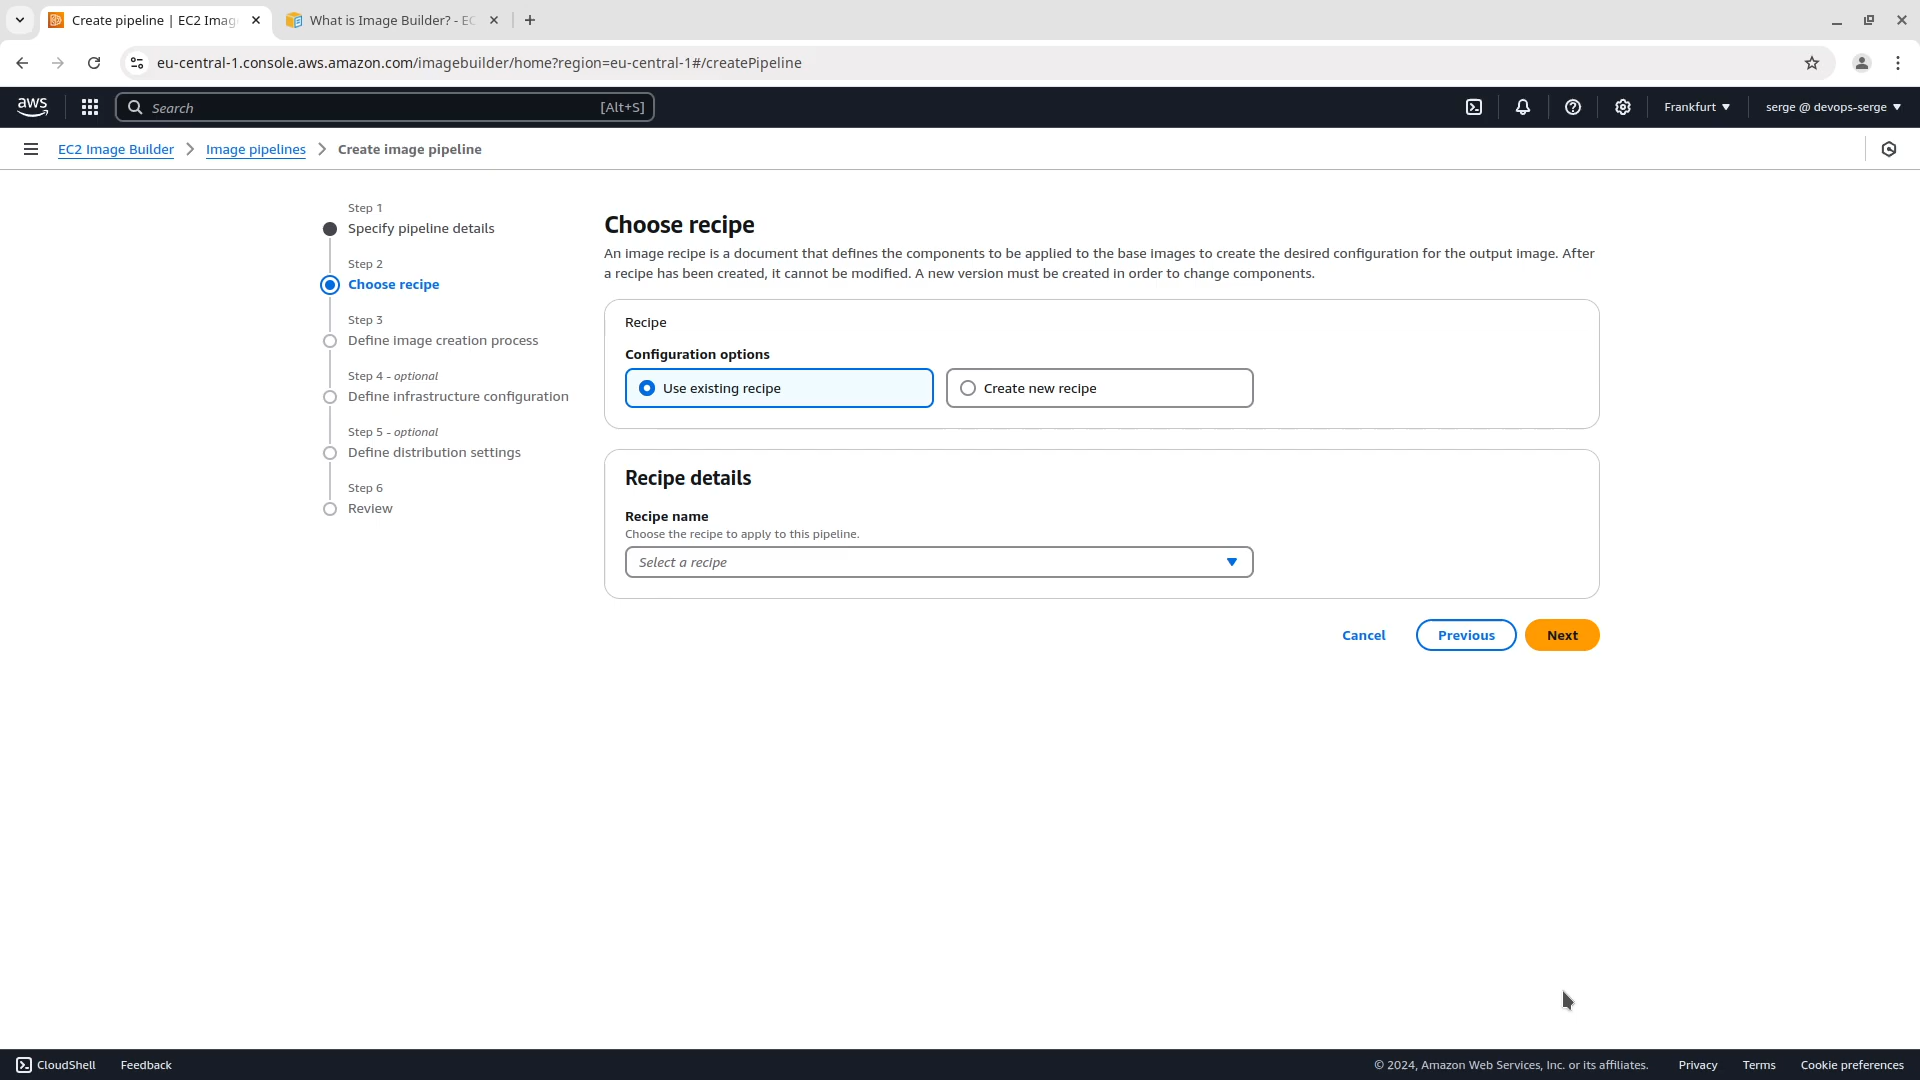 Create pipeline | EC2 Imag
What is Image Builder? - EC
eu-central-1.console.aws.amazon.com/imagebuilder/home?region=eu-central-1#/createPipeline
aws
Search
[Alt+S]
Frankfurt
serge @ devops-serge
EC2 Image Builder
Image pipelines
Create image pipeline
Step 1
Specify pipeline details
Step 2
Choose recipe
Step 3
Define image creation process
Step 4 - optional
Define infrastructure configuration
Step 5 - optional
Define distribution settings
Step 6
Review
Choose recipe
An image recipe is a document that defines the components to be applied to the base images to create the desired configuration for the output image. After
a recipe has been created, it cannot be modified. A new version must be created in order to change components.
Recipe
Configuration options
Use existing recipe
Create new recipe
Recipe details
Recipe name
Choose the recipe to apply to this pipeline.
Select a recipe
Cancel
Previous
Next
CloudShell
Feedback
© 2024, Amazon Web Services, Inc. or its affiliates.
Privacy
Terms
Cookie preferences